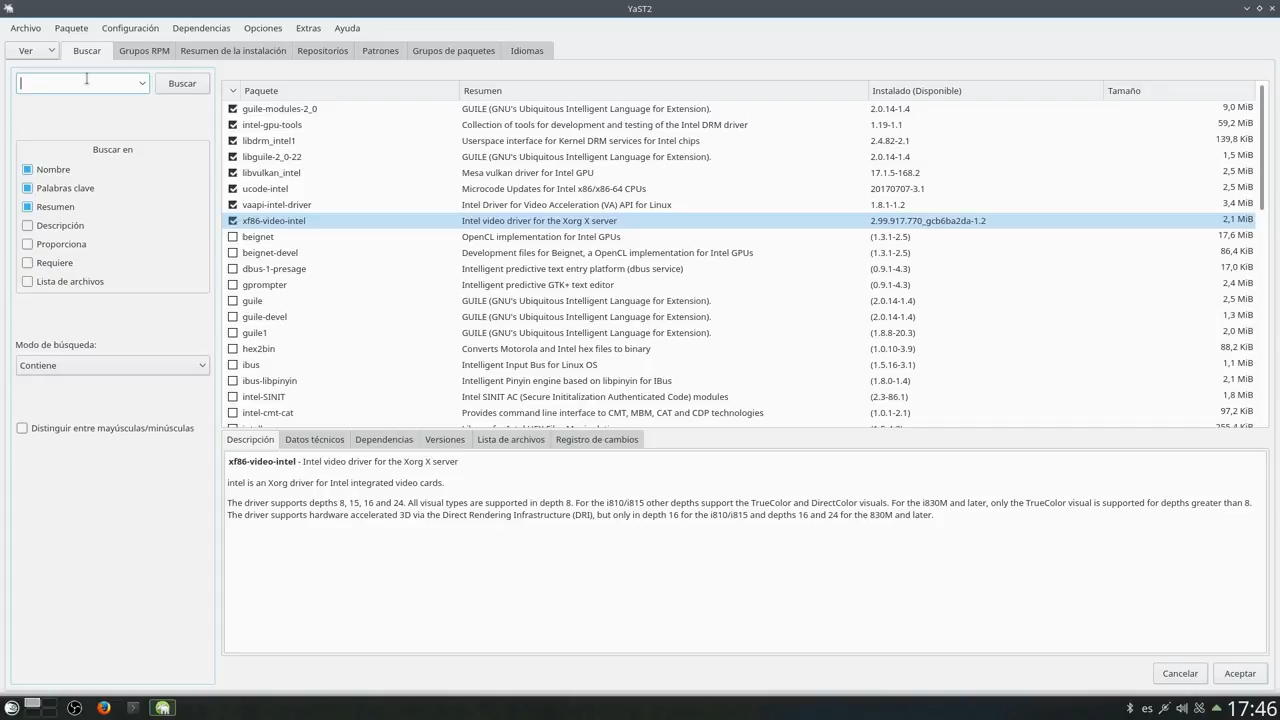 YaST2
Archivo Paquete Configuración Dependencias Opciones Extras Ayuda
Ver Buscar Grupos RPM Resumen de la instalación Repositorios Patrones Grupos de paquetes Idiomas
Buscar
Buscar en
Nombre
Palabras clave
Resumen
Descripción
Proporciona
Requiere
Lista de archivos
Modo de búsqueda:
Contiene
Distinguir entre mayúsculas/minúsculas
Paquete Resumen Instalado (Disponible) Tamaño
guile-modules-2_0 GUILE (GNU's Ubiquitous Intelligent Language for Extension). 2.0.14-1.4 9,0 MiB
intel-gpu-tools Collection of tools for development and testing of the Intel DRM driver 1.19-1.1 59,2 MiB
libdrm_intel1 Userspace interface for Kernel DRM services for Intel chips 2.4.82-2.1 139,8 KiB
libguile-2_0-22 GUILE (GNU's Ubiquitous Intelligent Language for Extension). 2.0.14-1.4 1,5 MiB
libvulkan_intel Mesa vulkan driver for Intel GPU 17.1.5-168.2 2,5 MiB
ucode-intel Microcode Updates for Intel x86/x86-64 CPUs 20170707-3.1 2,5 MiB
vaapi-intel-driver Intel Driver for Video Acceleration (VA) API for Linux 1.8.1-1.2 3,4 MiB
xf86-video-intel Intel video driver for the Xorg X server 2.99.917.770_gcb6ba2da-1.2 2,1 MiB
beignet OpenCL implementation for Intel GPUs (1.3.1-2.5) 17,6 MiB
beignet-devel Development files for Beignet, a OpenCL implementation for Intel GPUs (1.3.1-2.5) 86,4 KiB
dbus-1-presage Intelligent predictive text entry platform (dbus service) (0.9.1-4.3) 17,0 KiB
gprompter Intelligent predictive GTK+ text editor (0.9.1-4.3) 2,4 MiB
guile GUILE (GNU's Ubiquitous Intelligent Language for Extension). (2.0.14-1.4) 2,5 MiB
guile-devel GUILE (GNU's Ubiquitous Intelligent Language for Extension). (2.0.14-1.4) 1,3 MiB
guile1 GUILE (GNU's Ubiquitous Intelligent Language for Extension). (1.8.8-20.3) 2,0 MiB
hex2bin Converts Motorola and Intel hex files to binary (1.0.10-3.9) 88,2 KiB
ibus Intelligent Input Bus for Linux OS (1.5.16-3.1) 1,1 MiB
ibus-libpinyin Intelligent Pinyin engine based on libpinyin for IBus (1.8.0-1.4) 2,1 MiB
intel-SINIT Intel SINIT AC (Secure Inititalization Authenticated Code) modules (2.3-86.1) 1,8 MiB
intel-cmt-cat Provides command line interface to CMT, MBM, CAT and CDP technologies (1.0.1-2.1) 97,2 KiB
Descripción Datos técnicos Dependencias Versiones Lista de archivos Registro de cambios
xf86-video-intel - Intel video driver for the Xorg X server
intel is an Xorg driver for Intel integrated video cards.
The driver supports depths 8, 15, 16 and 24. All visual types are supported in depth 8. For the i810/i815 other depths support the TrueColor and DirectColor visuals. For the i830M and later, only the TrueColor visual is supported for depths greater than 8.
The driver supports hardware accelerated 3D via the Direct Rendering Infrastructure (DRI), but only in depth 16 for the i810/i815 and depths 16 and 24 for the 830M and later.
Cancelar Aceptar
es 17:46